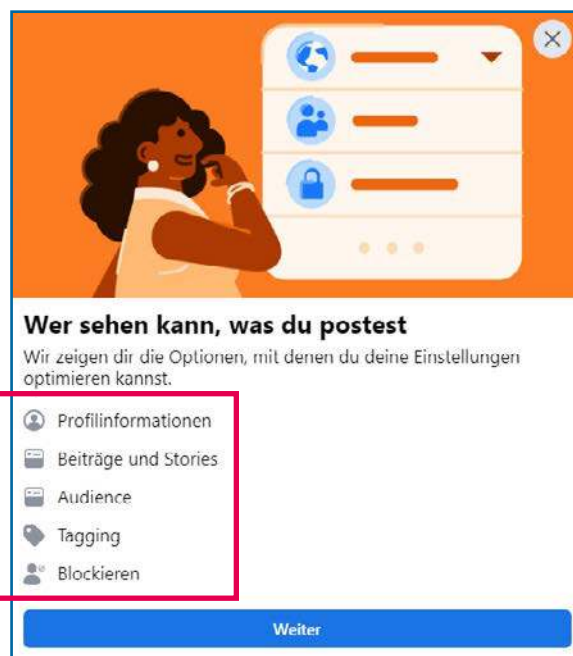 Wer sehen kann, was du postest
Wir zeigen dir die Optionen, mit denen du deine Einstellungen
optimieren kannst.
Profilinformationen
Beiträge und Stories
Audience
Tagging
Blockieren
Weiter